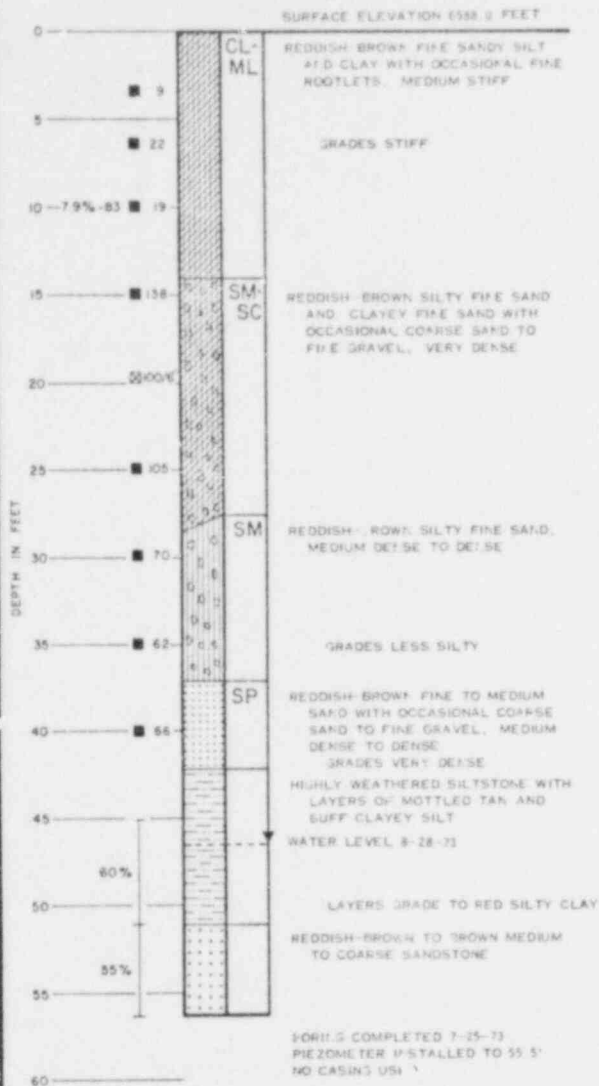 SURFACE ELEVATION 6588.0 FEET
0
CL-
ML
REDDISH-BROWN FINE SANDY SILT
AND CLAY WITH OCCASIONAL FINE
ROOTLETS, MEDIUM STIFF
9
5
22
GRADES STIFF
10
7.9%-83
19
15
138
SM-
SC
REDDISH-BROWN SILTY FINE SAND
AND CLAYEY FINE SAND WITH
OCCASIONAL COARSE SAND TO
FINE GRAVEL, VERY DENSE
20
100/6"
25
105
DEPTH IN FEET
SM
REDDISH-BROWN SILTY FINE SAND,
MEDIUM DENSE TO DENSE
30
70
35
62
GRADES LESS SILTY
SP
REDDISH-BROWN FINE TO MEDIUM
SAND WITH OCCASIONAL COARSE
SAND TO FINE GRAVEL, MEDIUM
DENSE TO DENSE
40
66
GRADES VERY DENSE
HIGHLY WEATHERED SILTSTONE WITH
LAYERS OF MOTTLED TAN AND
BUFF CLAYEY SILT
45
WATER LEVEL 8-28-73
60%
50
LAYERS GRADE TO RED SILTY CLAY
REDDISH-BROWN TO BROWN MEDIUM
TO COARSE SANDSTONE
55%
55
BORING COMPLETED 7-25-73
PIEZOMETER INSTALLED TO 55.5'
NO CASING
60